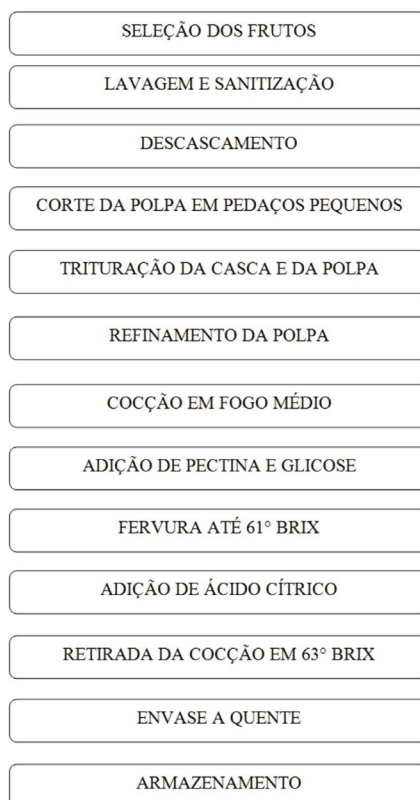 SELEÇÃO DOS FRUTOS
LAVAGEM E SANITIZAÇÃO
DESCASCAMENTO
CORTE DA POLPA EM PEDAÇOS PEQUENOS
TRITURAÇÃO DA CASCA E DA POLPA
REFINAMENTO DA POLPA
COCÇÃO EM FOGO MÉDIO
ADIÇÃO DE PECTINA E GLICOSE
FERVURA ATÉ 61° BRIX
ADIÇÃO DE ÁCIDO CÍTRICO
RETIRADA DA COCÇÃO EM 63° BRIX
ENVASE A QUENTE
ARMAZENAMENTO